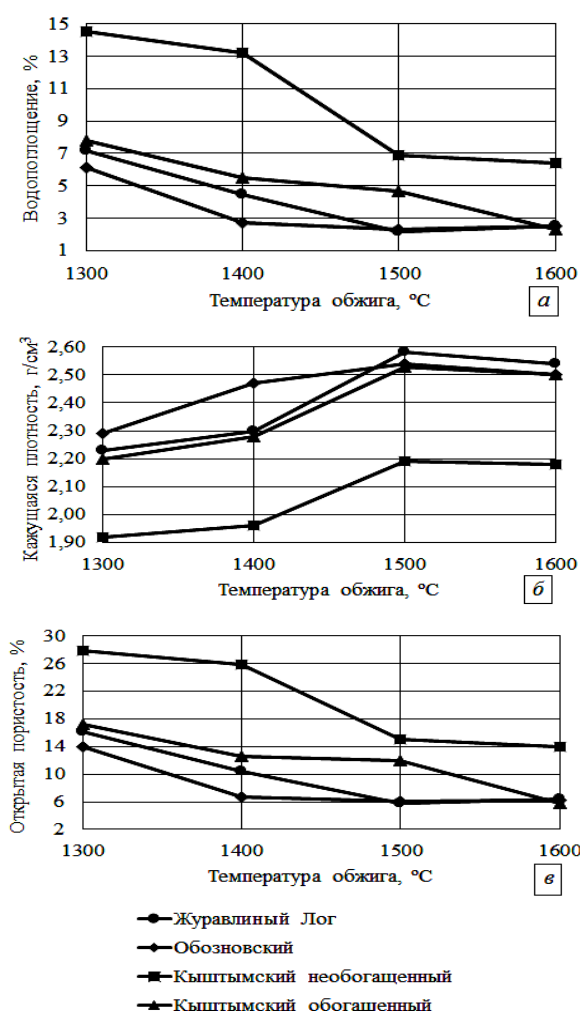 Водопоглощение, %
15
13
11
9
7
5
3
1
1300 1400 1500 1600
Температура обжига, °С
а
Кажущаяся плотность, г/см³
2,60
2,50
2,40
2,30
2,20
2,10
2,00
1,90
1300 1400 1500 1600
Температура обжига, °С
б
Открытая пористость, %
30
26
22
18
14
10
6
2
1300 1400 1500 1600
Температура обжига, °С
в
Журавлиный Лог
Обозновский
Кыштымский необогащенный
Кыштымский обогашенный